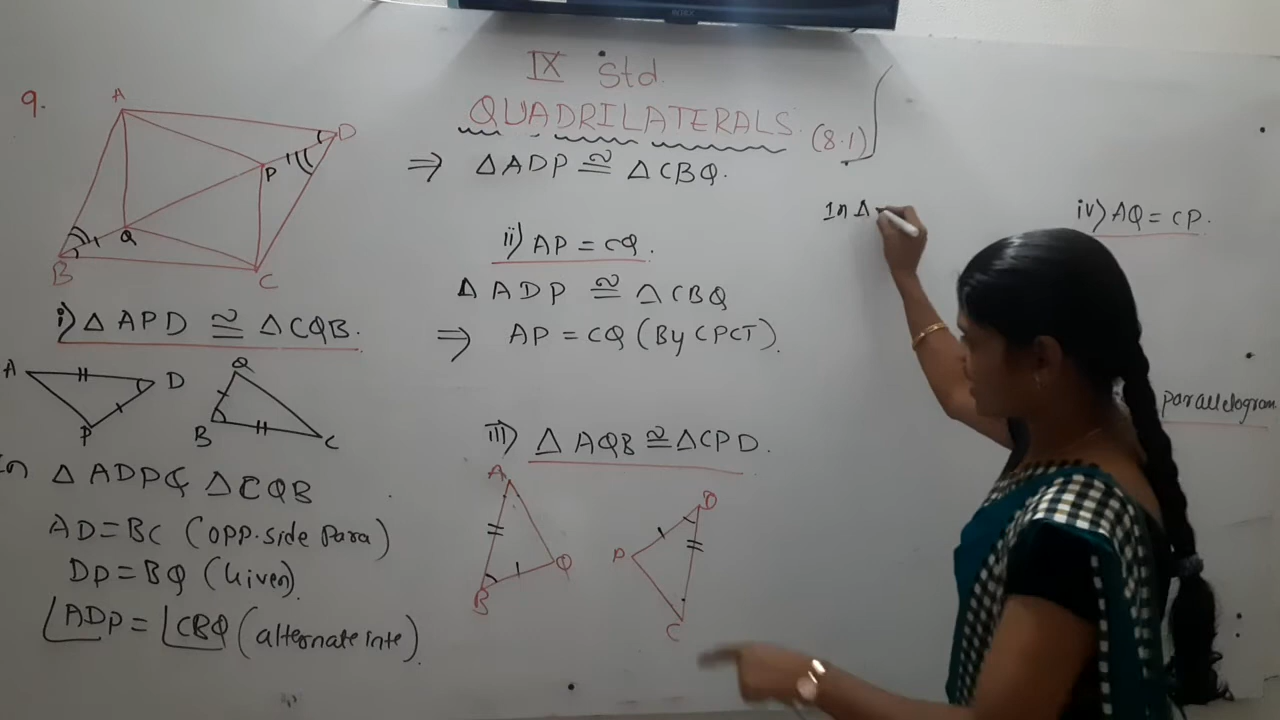 IX Std.
QUADRILATERALS. (8.1)
9.
A
D
P
Q
B
C
i) △ APD ≅ △CQB.
A
D
P
Q
B
C
In △ ADP & △ CQB
AD = BC (opp. side para)
DP = BQ (Given).
∠ADP = ∠CBQ (alternate inte).
⇒ △ADP ≅ △CBQ.
ii) AP = CQ.
△ ADP ≅ △CBQ
⇒ AP = CQ (By CPCT).
iii) △ AQB ≅ △CPD.
A
Q
B
D
P
C
In △
iv) AQ = CP.
parallelogram
SONY